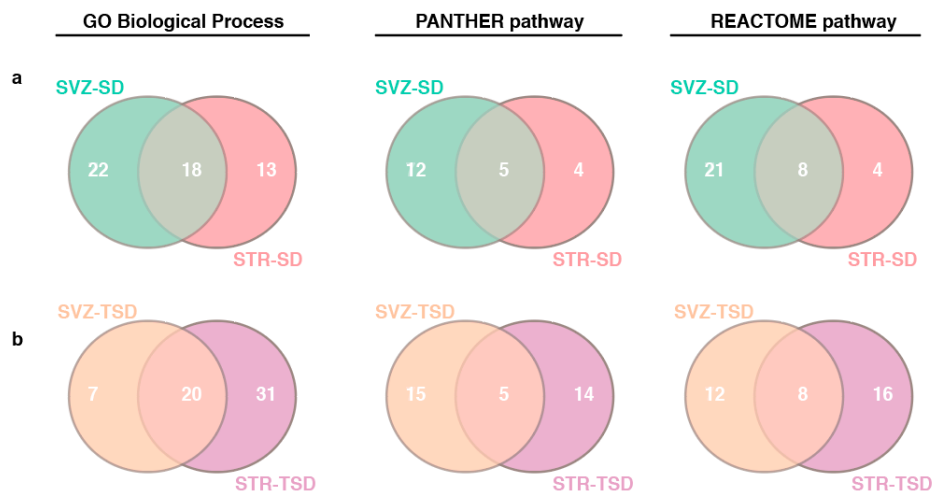 GO Biological Process PANTHER pathway REACTOME pathway
a
SVZ-SD SVZ-SD SVZ-SD
22 18 13 12 5 4 21 8 4
STR-SD STR-SD STR-SD
SVZ-TSD SVZ-TSD SVZ-TSD
b
7 20 31 15 5 14 12 8 16
STR-TSD STR-TSD STR-TSD